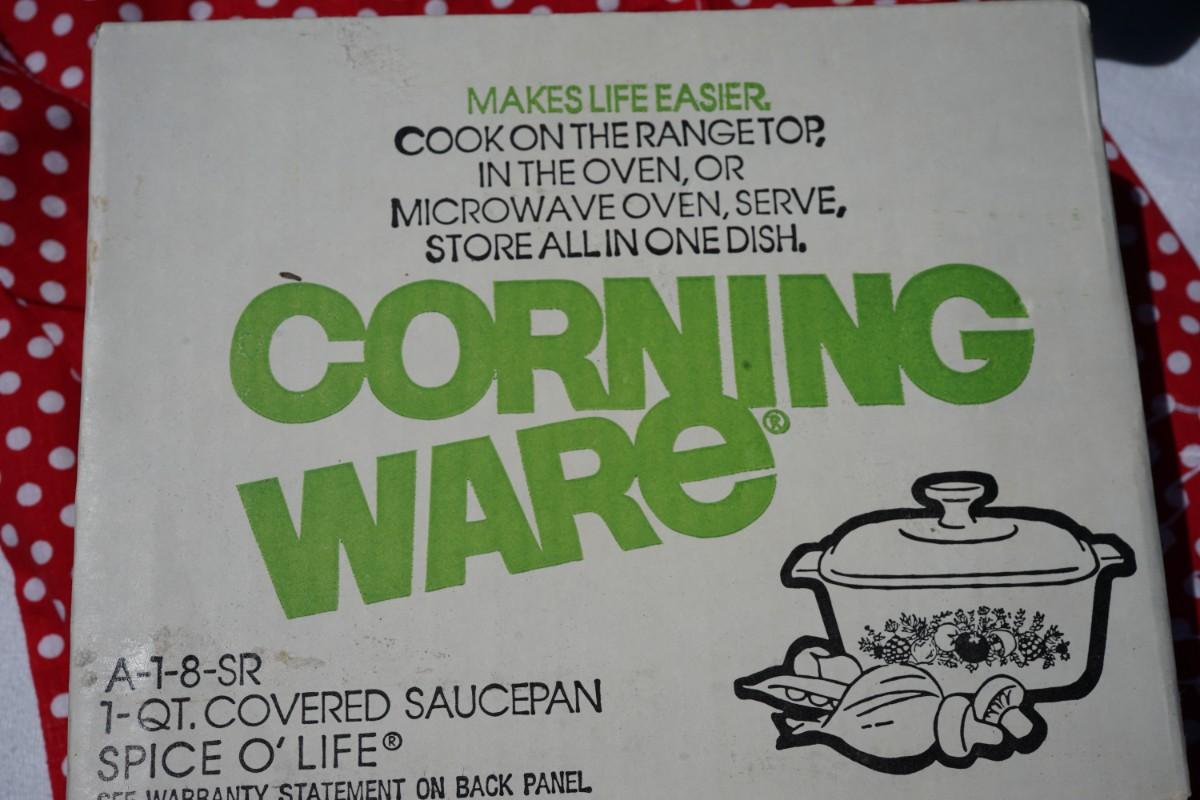 MAKES LIFE EASIER.
COOK ON THE RANGETOP,
IN THE OVEN, OR
MICROWAVE OVEN, SERVE,
STORE ALL IN ONE DISH.
CORNING
WARe®
A-1-8-SR
1-QT. COVERED SAUCEPAN
SPICE O' LIFE®
SEE WARRANTY STATEMENT ON BACK PANEL